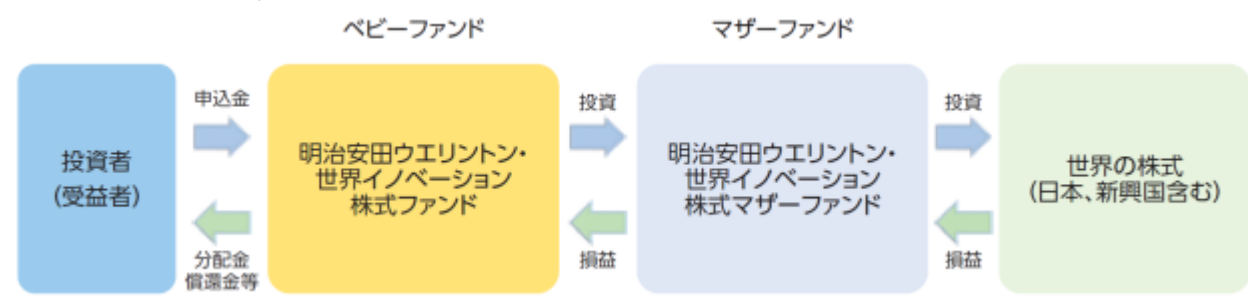 ベビーファンド
マザーファンド
投資者
(受益者)
申込金
分配金
償還金等
明治安田ウエリントン・
世界イノベーション
株式ファンド
投資
損益
明治安田ウエリントン・
世界イノベーション
株式マザーファンド
投資
損益
世界の株式
(日本、新興国含む)